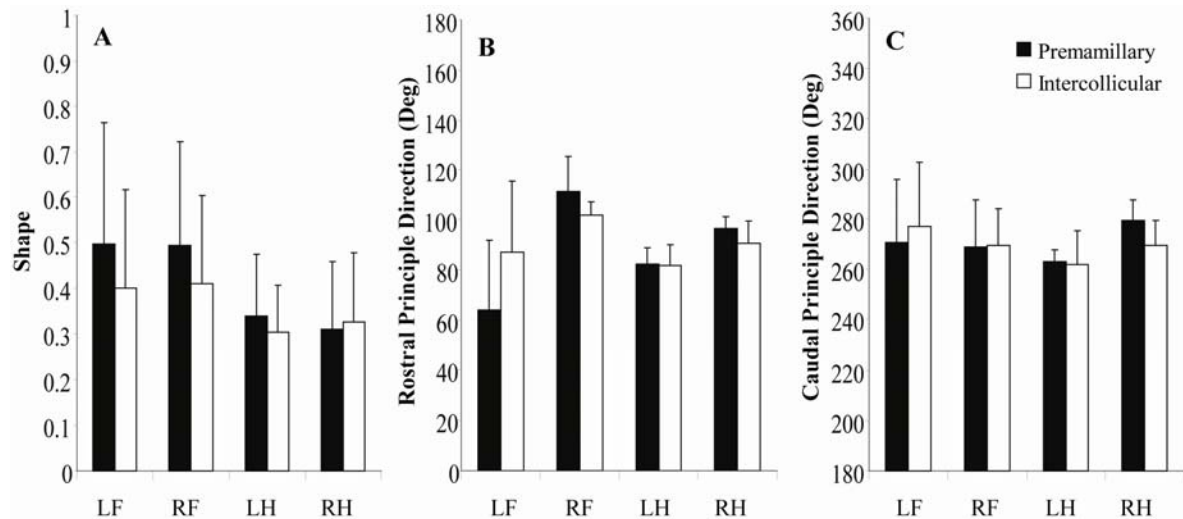 A
Shape
1
0.9
0.8
0.7
0.6
0.5
0.4
0.3
0.2
0.1
0
LF RF LH RH
B
Rostral Principle Direction (Deg)
180
160
140
120
100
80
60
40
20
0
LF RF LH RH
C
Caudal Principle Direction (Deg)
360
340
320
300
280
260
240
220
200
180
LF RF LH RH
Premamillary
Intercollicular